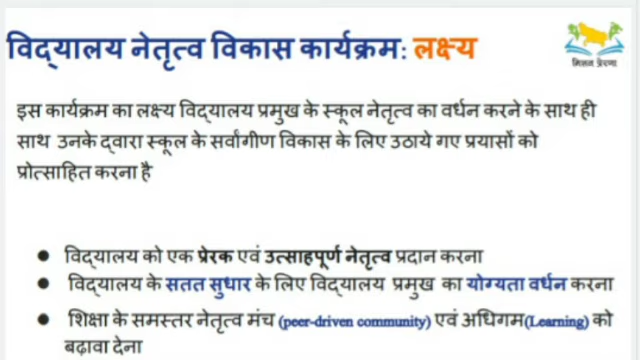 विद्यालय नेतृत्व विकास कार्यक्रम: लक्ष्य
मिशन प्रेरणा
इस कार्यक्रम का लक्ष्य विद्यालय प्रमुख के स्कूल नेतृत्व का वर्धन करने के साथ ही
साथ उनके द्वारा स्कूल के सर्वांगीण विकास के लिए उठाये गए प्रयासों को
प्रोत्साहित करना है
● विद्यालय को एक प्रेरक एवं उत्साहपूर्ण नेतृत्व प्रदान करना
● विद्यालय के सतत सुधार के लिए विद्यालय प्रमुख का योग्यता वर्धन करना
● शिक्षा के समस्तर नेतृत्व मंच (peer-driven community) एवं अधिगम(Learning) को
बढ़ावा देना